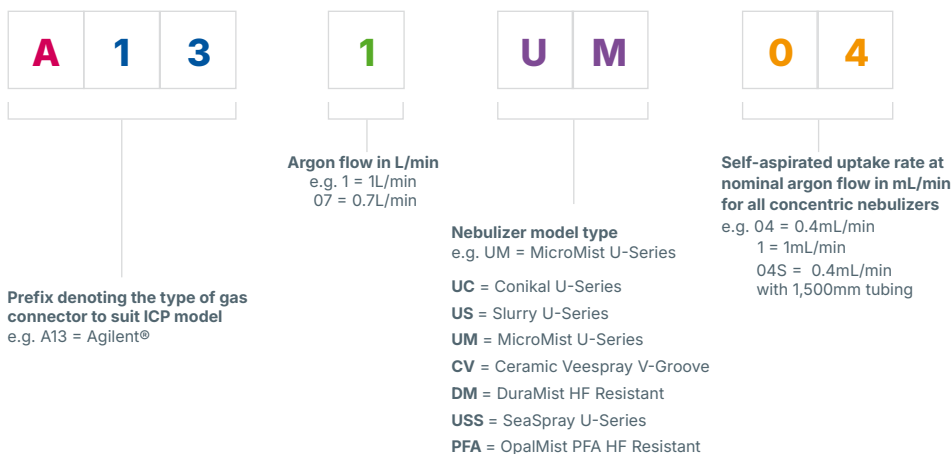 A 1 3 1 U M 0 4
Argon flow in L/min
e.g. 1 = 1L/min
07 = 0.7L/min
Self-aspirated uptake rate at
nominal argon flow in mL/min
for all concentric nebulizers
e.g. 04 = 0.4mL/min
1 = 1mL/min
04S = 0.4mL/min
with 1,500mm tubing
Nebulizer model type
e.g. UM = MicroMist U-Series
UC = Conikal U-Series
US = Slurry U-Series
UM = MicroMist U-Series
CV = Ceramic Veespray V-Groove
DM = DuraMist HF Resistant
USS = SeaSpray U-Series
PFA = OpalMist PFA HF Resistant
Prefix denoting the type of gas
connector to suit ICP model
e.g. A13 = Agilent®